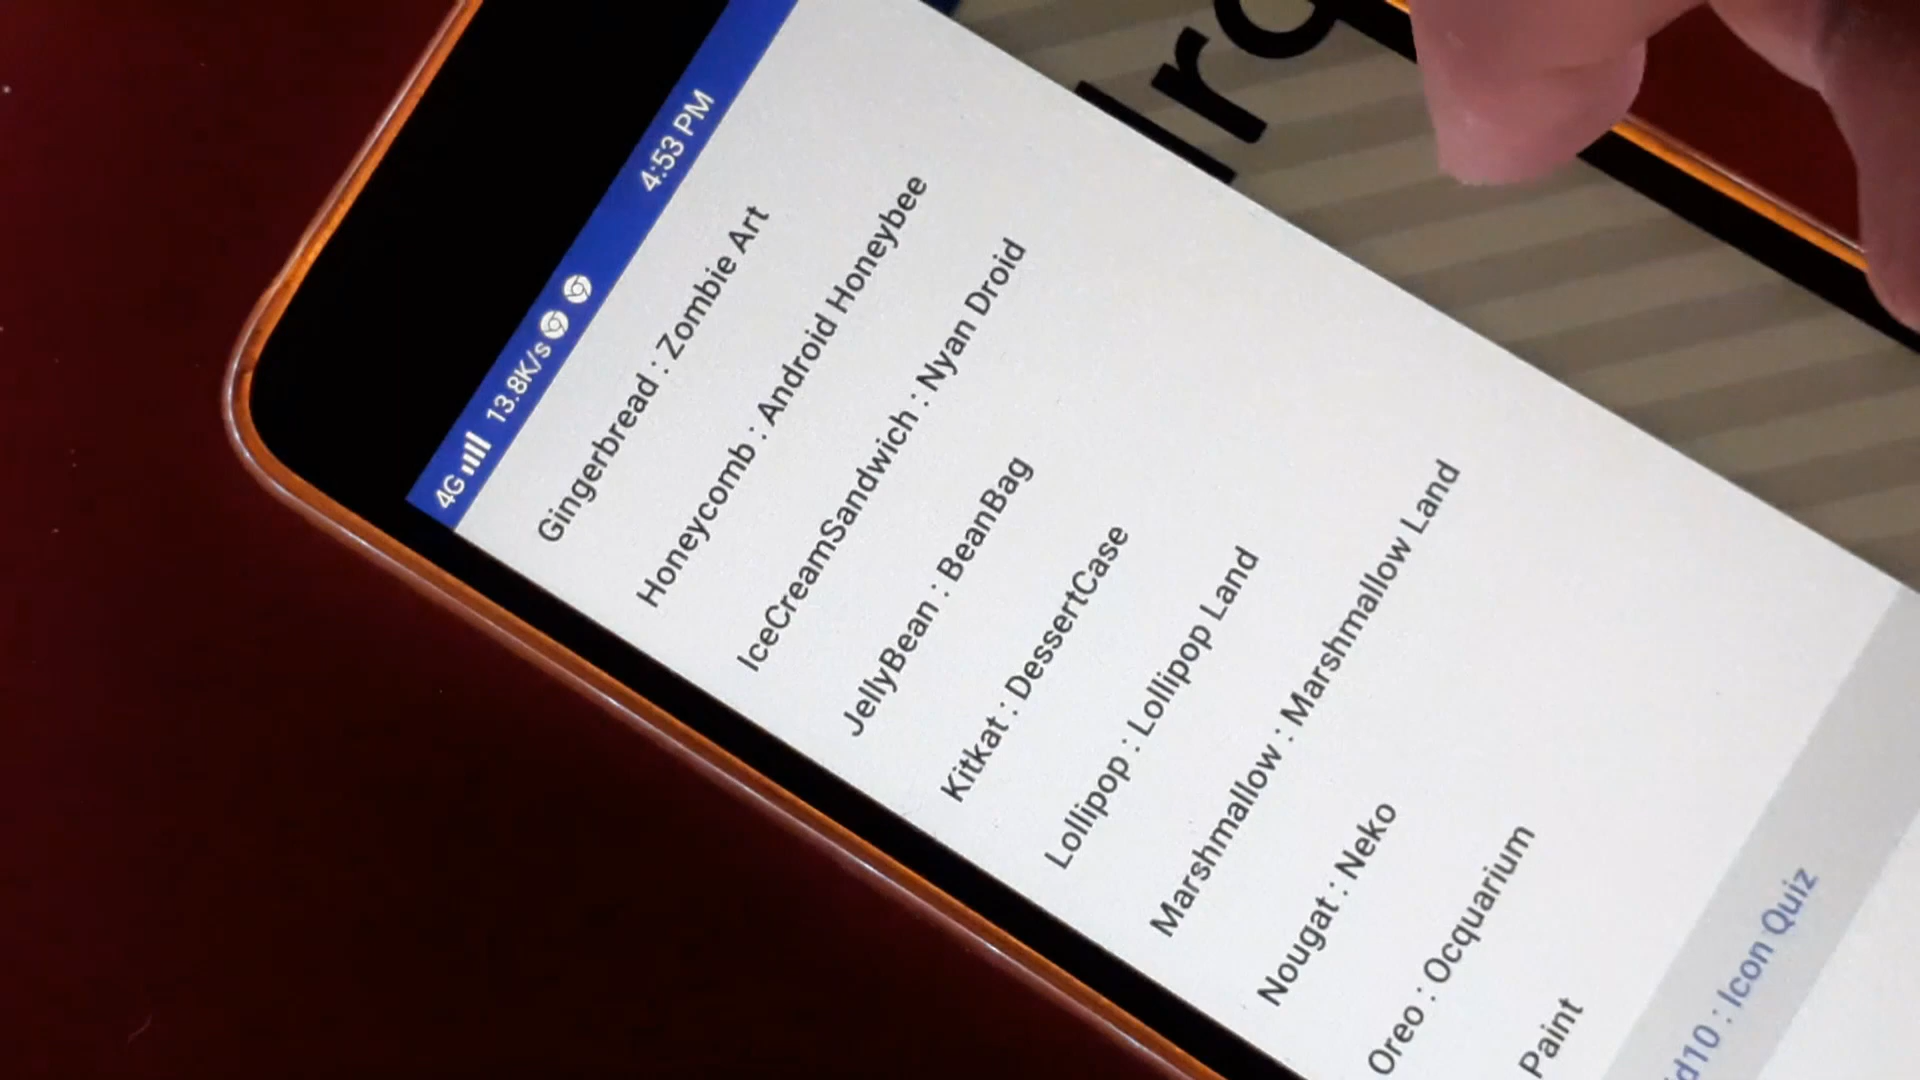 4G 13.8K/s 4:53 PM
Gingerbread : Zombie Art
Honeycomb : Android Honeybee
IceCreamSandwich : Nyan Droid
JellyBean : BeanBag
Kitkat : DessertCase
Lollipop : Lollipop Land
Marshmallow : Marshmallow Land
Nougat : Neko
Oreo : Ocquarium
Paint
d10 : Icon Quiz